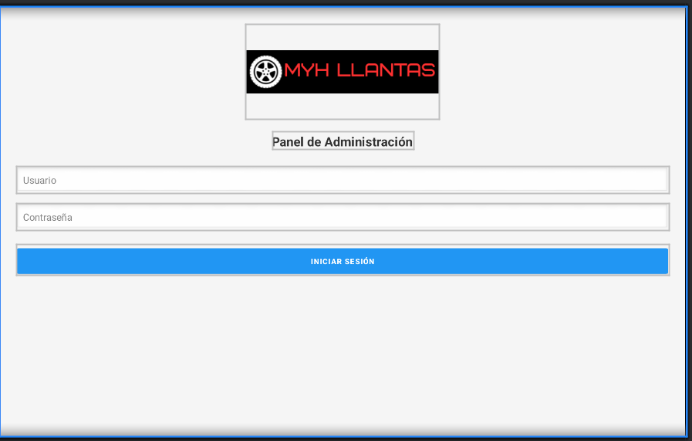 MYH LLANTAS
Panel de Administración
Usuario
Contraseña
INICIAR SESIÓN